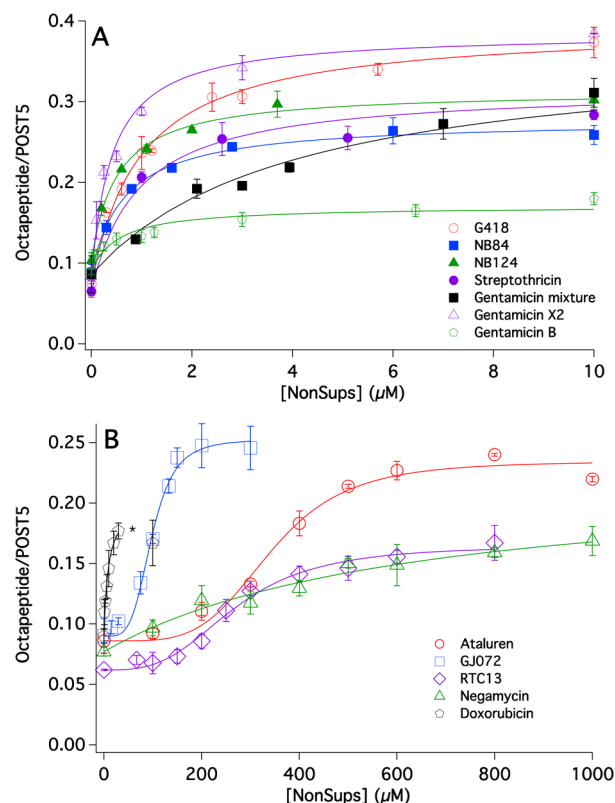 A
Octapeptide/POST5
0.4
0.3
0.2
0.1
0.0
G418
NB84
NB124
Streptothricin
Gentamicin mixture
Gentamicin X2
Gentamicin B
0 2 4 6 8 10
[NonSups] (µM)
B
Octapeptide/POST5
0.25
0.20
0.15
0.10
0.05
0.00
*
Ataluren
GJ072
RTC13
Negamycin
Doxorubicin
0 200 400 600 800 1000
[NonSups] (µM)